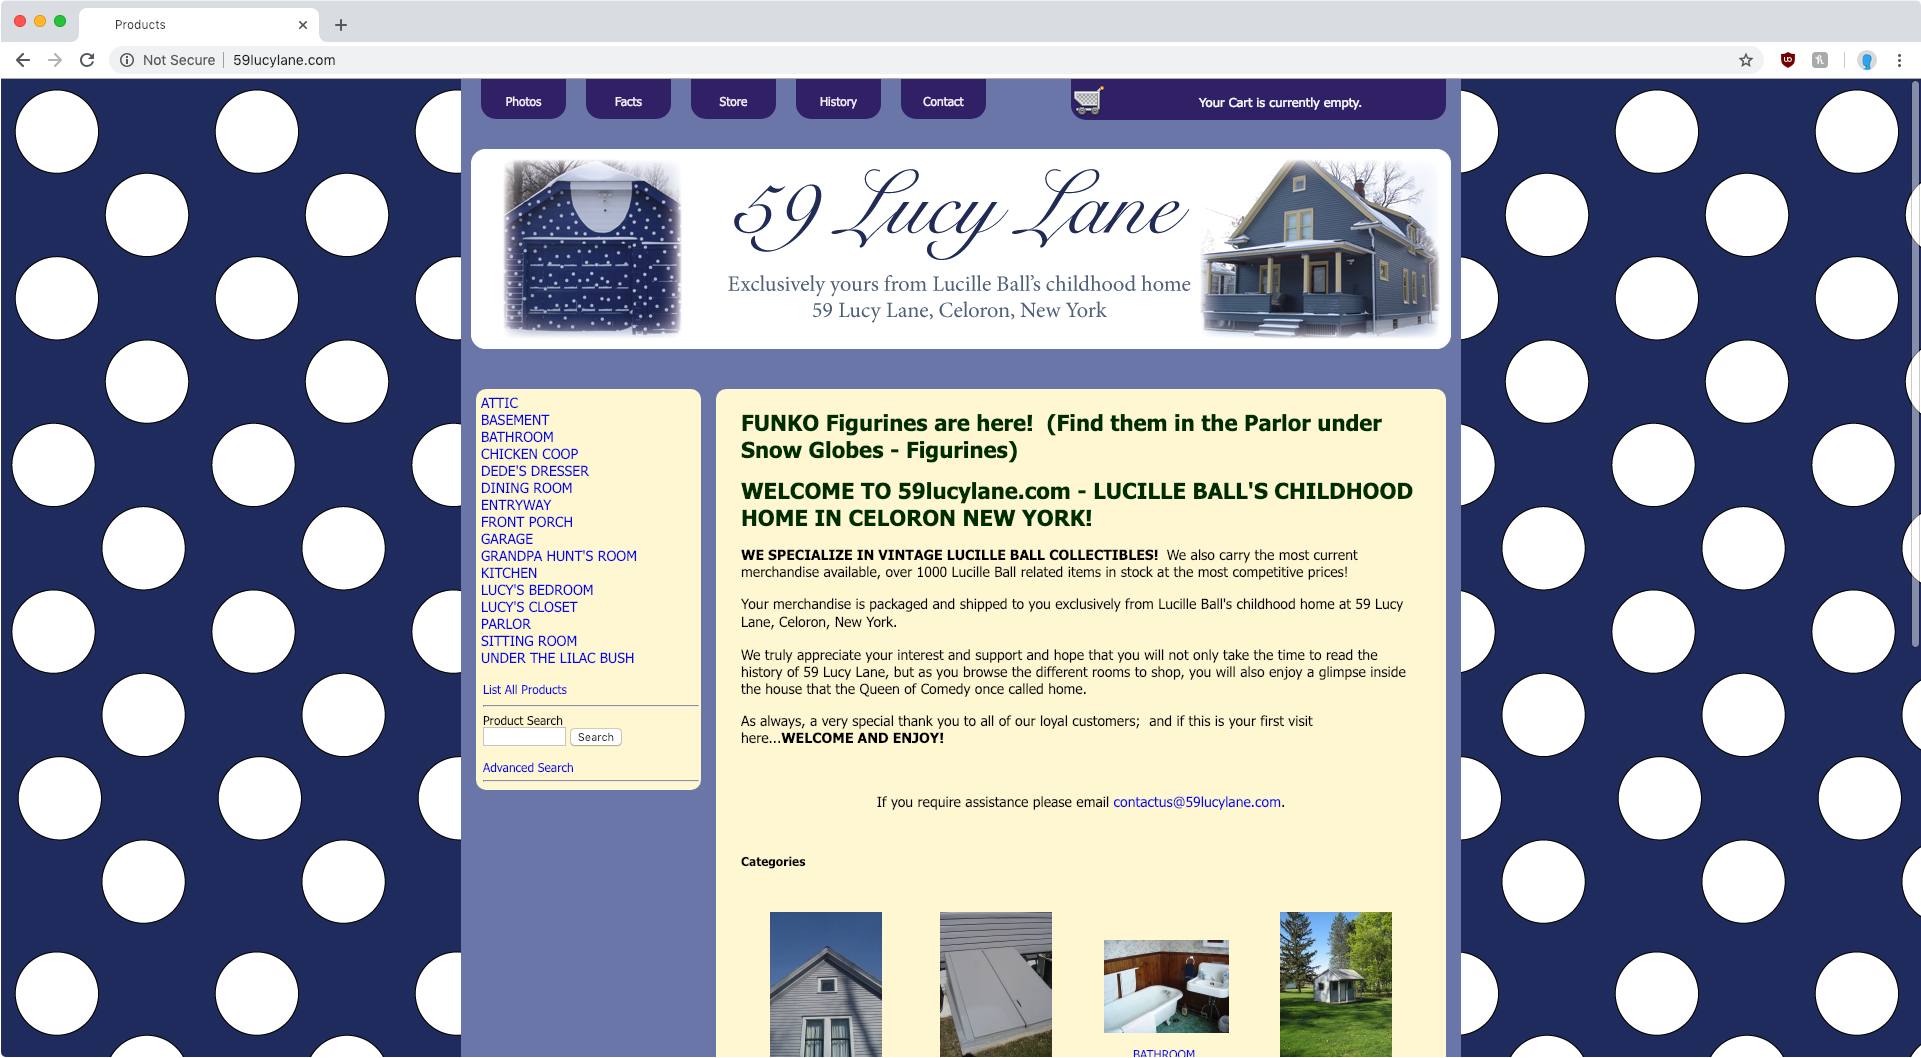 Products
Not Secure
59lucylane.com
Photos
Facts
Store
History
Contact
Your Cart is currently empty.
59 Lucy Lane
Exclusively yours from Lucille Ball’s childhood home
59 Lucy Lane, Celoron, New York
ATTIC
BASEMENT
BATHROOM
CHICKEN COOP
DEDE'S DRESSER
DINING ROOM
ENTRYWAY
FRONT PORCH
GARAGE
GRANDPA HUNT'S ROOM
KITCHEN
LUCY'S BEDROOM
LUCY'S CLOSET
PARLOR
SITTING ROOM
UNDER THE LILAC BUSH
List All Products
Product Search
Search
Advanced Search
FUNKO Figurines are here!  (Find them in the Parlor under
Snow Globes - Figurines)
WELCOME TO 59lucylane.com - LUCILLE BALL'S CHILDHOOD
HOME IN CELORON NEW YORK!
WE SPECIALIZE IN VINTAGE LUCILLE BALL COLLECTIBLES!  We also carry the most current
merchandise available, over 1000 Lucille Ball related items in stock at the most competitive prices!
Your merchandise is packaged and shipped to you exclusively from Lucille Ball's childhood home at 59 Lucy
Lane, Celoron, New York.
We truly appreciate your interest and support and hope that you will not only take the time to read the
history of 59 Lucy Lane, but as you browse the different rooms to shop, you will also enjoy a glimpse inside
the house that the Queen of Comedy once called home.
As always, a very special thank you to all of our loyal customers;  and if this is your first visit
here...WELCOME AND ENJOY!
If you require assistance please email contactus@59lucylane.com.
Categories
BATHROOM